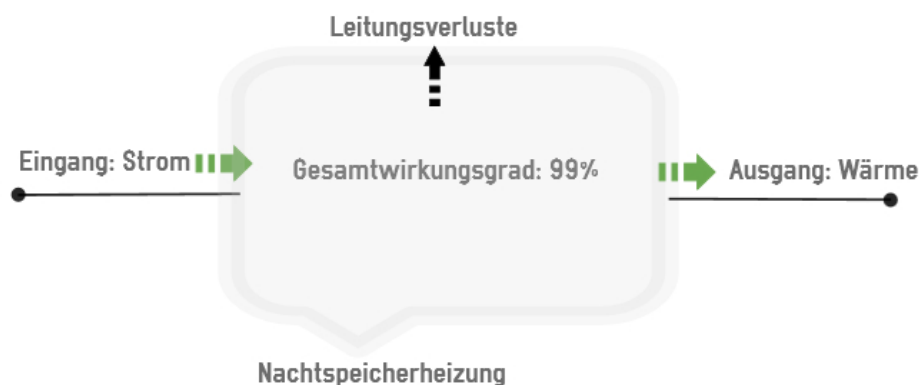 Leitungsverluste
Eingang: Strom
Gesamtwirkungsgrad: 99%
Ausgang: Wärme
Nachtspeicherheizung